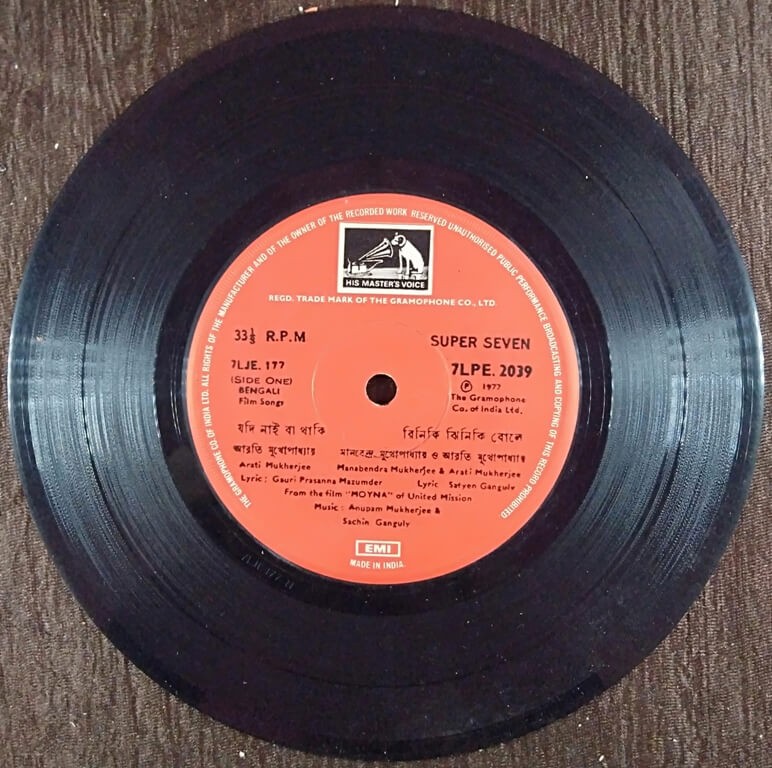 THE GRAMOPHONE CO. OF INDIA LTD. ALL RIGHTS OF THE MANUFACTURER AND OF THE OWNER OF THE RECORDED WORK RESERVED UNAUTHORISED PUBLIC PERFORMANCE BROADCASTING AND COPYING OF THIS RECORD PROHIBITED.
HIS MASTER'S VOICE
REGD. TRADE MARK OF THE GRAMOPHONE CO., LTD.
33⅓ R.P.M
SUPER SEVEN
7LJE. 177
7LPE. 2039
(SIDE ONE)
Ⓟ 1977
BENGALI
The Gramophone
Film Songs
Co. of India Ltd.
যদি নাই বা থাকি
রিনিকি ঝিনিকি বোলে
আরতি মুখোপাধ্যায়
মানবেন্দ্র মুখোপাধ্যায় ও আরতি মুখোপাধ্যায়
Arati Mukherjee
Manabendra Mukherjee & Arati Mukherjee
Lyric: Gauri Prasanna Mazumder
Lyric Satyen Ganguly
From the film "MOYNA" of United Mission
Music: Anupam Mukherjee &
Sachin Ganguly
EMI
MADE IN INDIA.